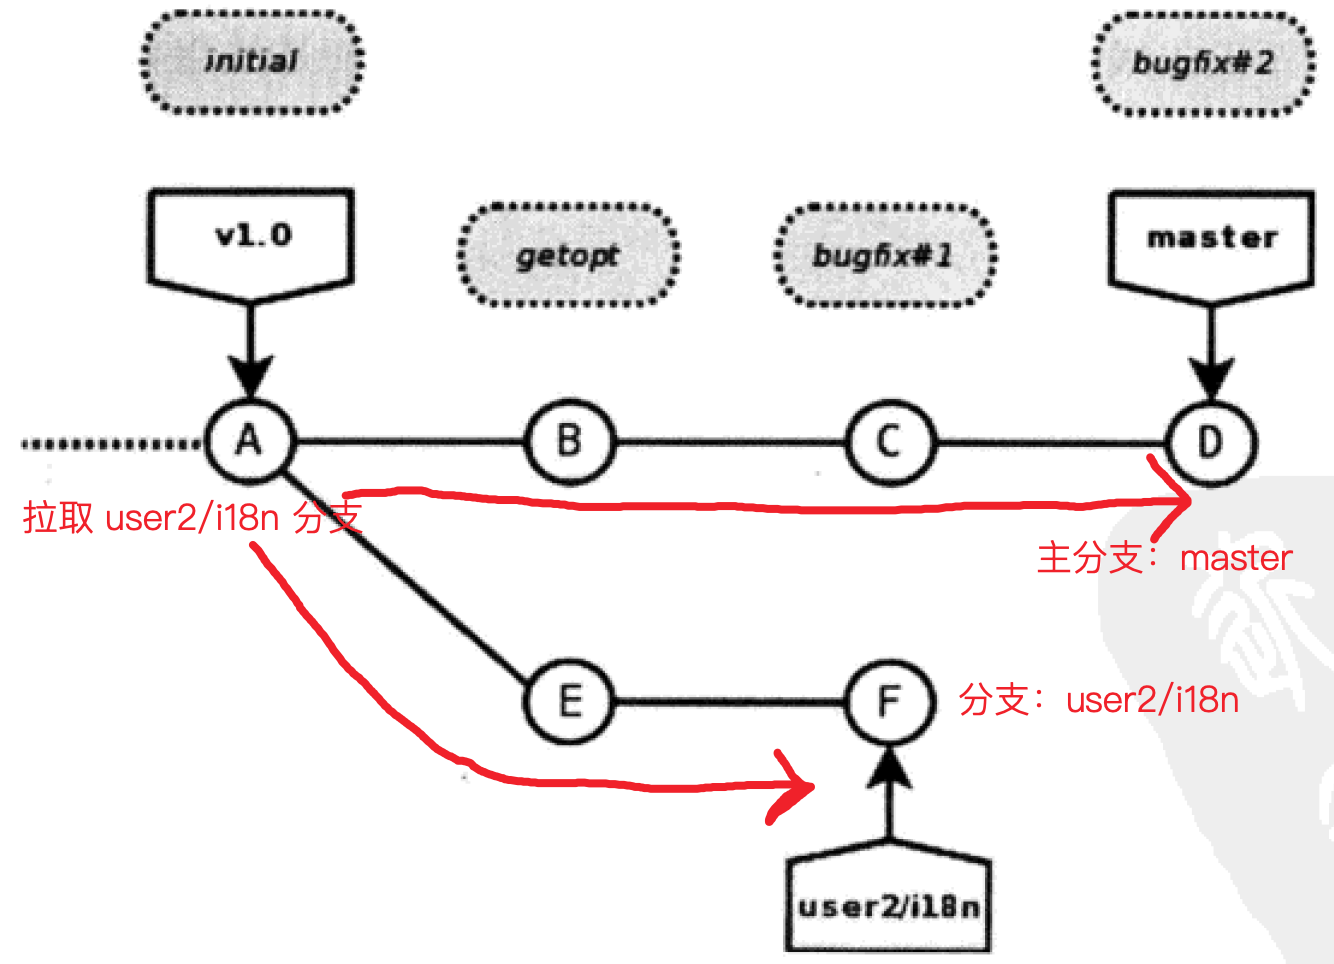 initial
bugfix#2
v1.0
getopt
bugfix#1
master
A
B
C
D
拉取 user2/i18n 分支
主分支：master
E
F
分支：user2/i18n
user2/i18n